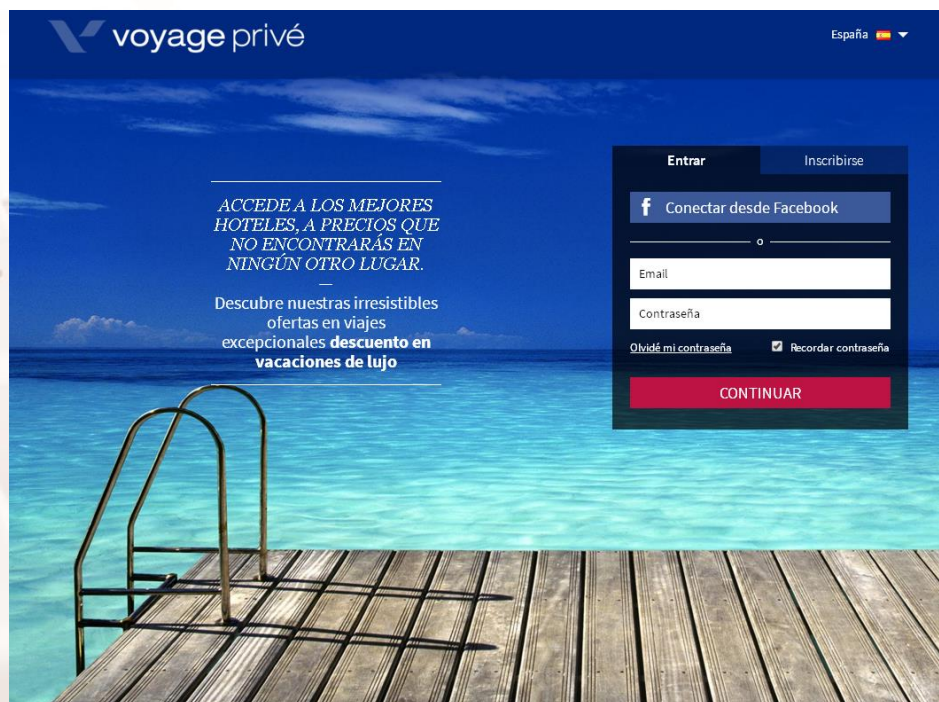 voyage privé
España
ACCEDE A LOS MEJORES
HOTELES, A PRECIOS QUE
NO ENCONTRARÁS EN
NINGÚN OTRO LUGAR.
Descubre nuestras irresistibles
ofertas en viajes
excepcionales descuento en
vacaciones de lujo
Entrar
Inscribirse
f Conectar desde Facebook
o
Email
Contraseña
Olvidé mi contraseña
Recordar contraseña
CONTINUAR